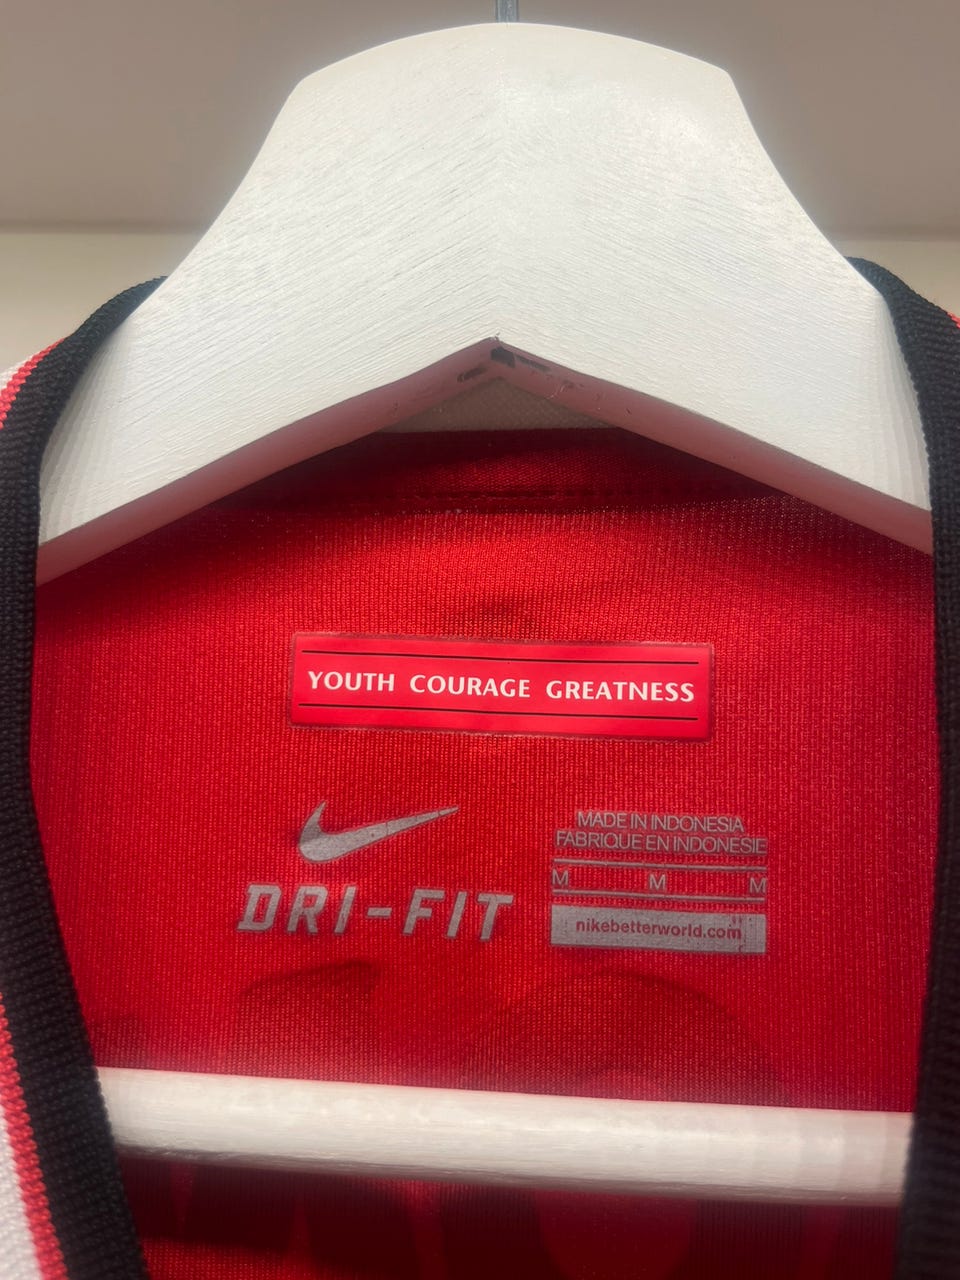 YOUTH COURAGE GREATNESS
DRI-FIT
MADE IN INDONESIA
FABRIQUE EN INDONESIE
M M M
nikebetterworld.com